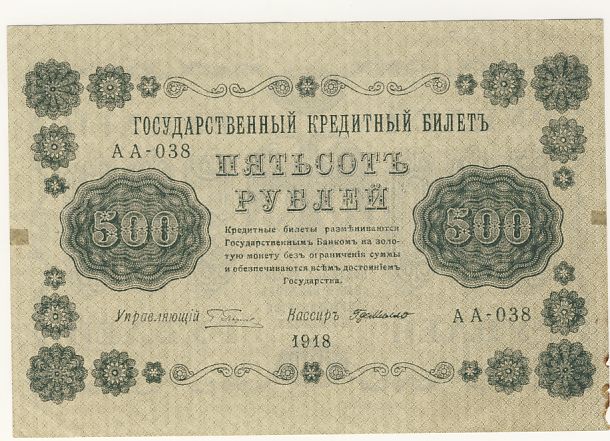 ГОСУДАРСТВЕННЫЙ КРЕДИТНЫЙ БИЛЕТЪ
АА-038
ПЯТЬСОТЪ
РУБЛЕЙ
500
500
Кредитные билеты размѣниваются
Государственнымъ Банкомъ на золо-
тую монету безъ ограниченія суммы
и обезпечиваются всѣмъ достояніемъ
Государства.
Управляющій
Кассиръ
АА-038
1918